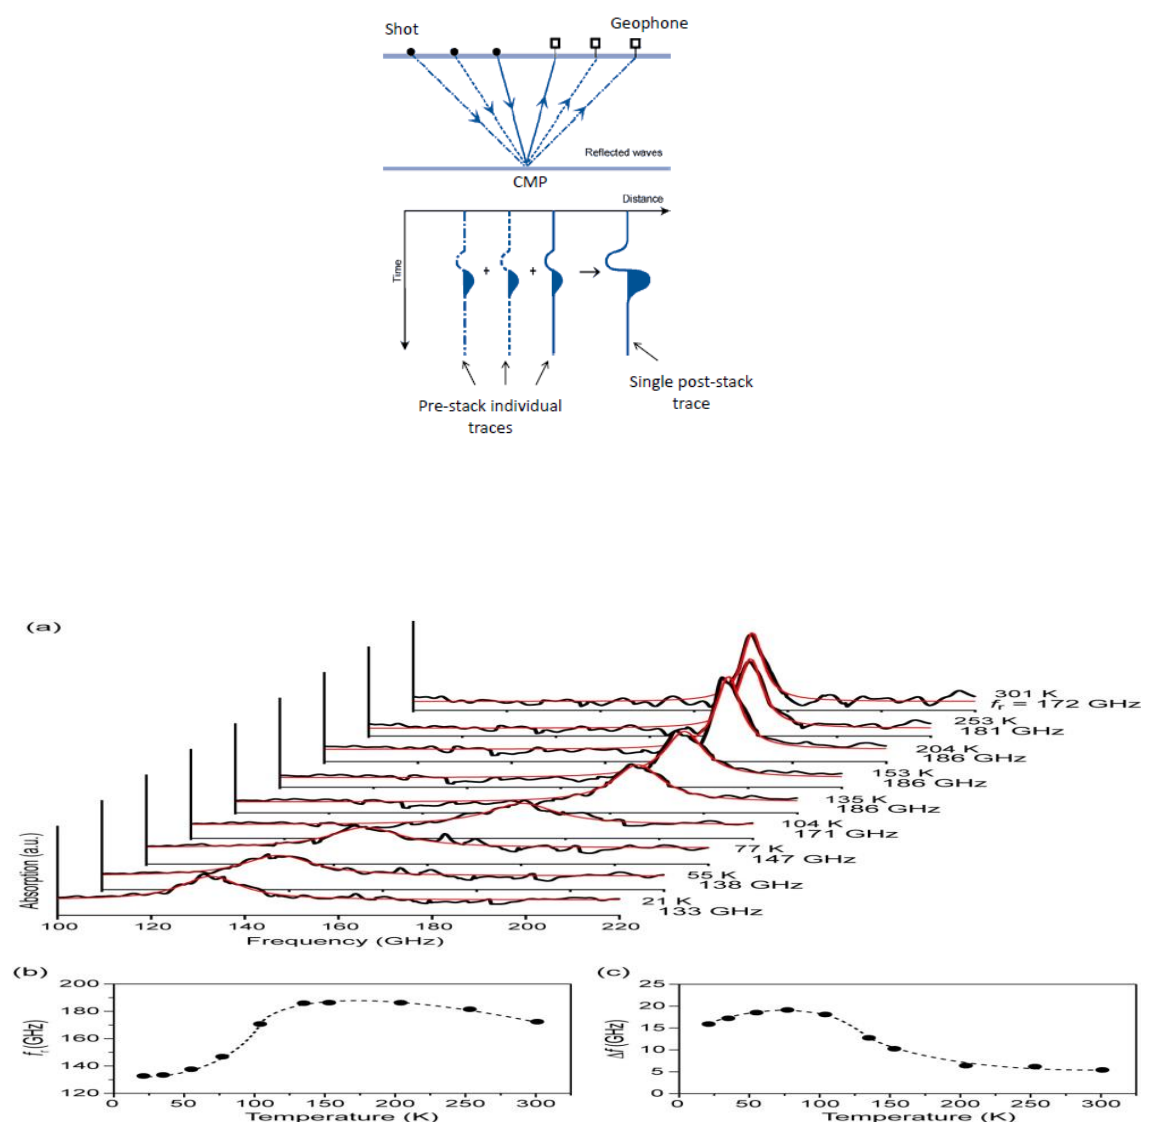 Shot
Geophone
Reflected waves
CMP
Distance
Time
+
+
Pre-stack individual
traces
Single post-stack
trace
(a)
301 K
fr = 172 GHz
253 K
181 GHz
204 K
186 GHz
153 K
186 GHz
135 K
186 GHz
104 K
171 GHz
77 K
147 GHz
55 K
138 GHz
21 K
133 GHz
Absorption (a.u.)
100 120 140 160 180 200 220
Frequency (GHz)
(b)
200
180
160
140
120
fr (GHz)
0 50 100 150 200 250 300
Temperature (K)
(c)
25
20
15
10
5
0
Δf (GHz)
0 50 100 150 200 250 300
Temperature (K)